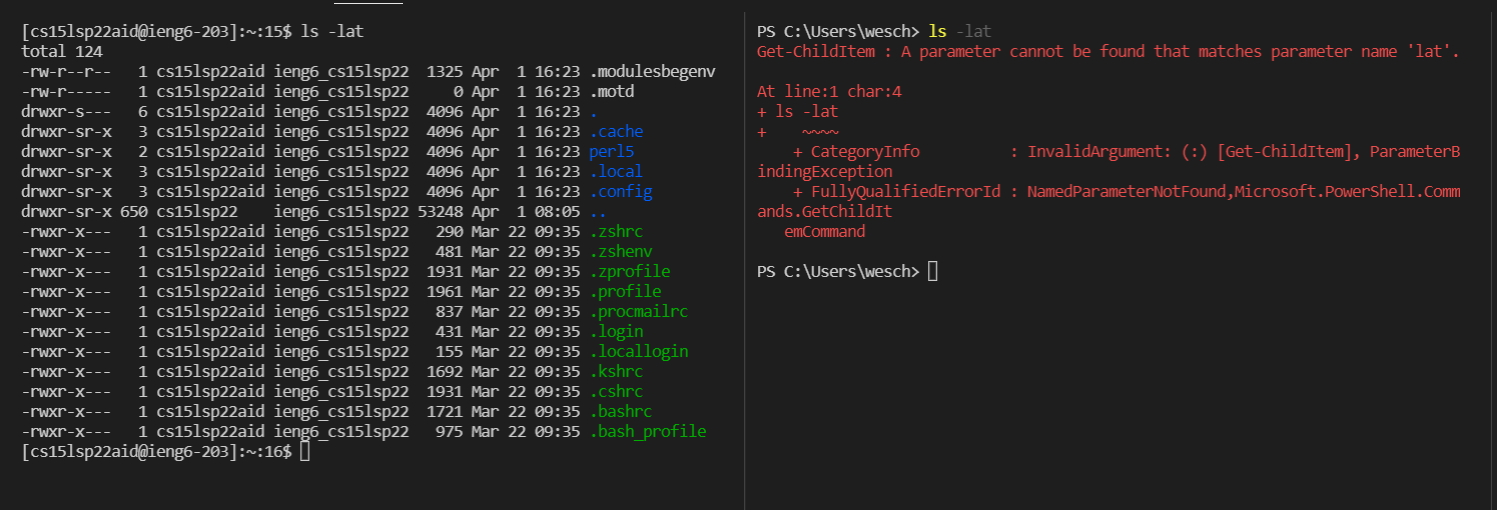 [cs15lsp22aid@ieng6-203]:~:15$ ls -lat
total 124
-rw-r--r--   1 cs15lsp22aid ieng6_cs15lsp22  1325 Apr  1 16:23 .modulesbegenv
-rw-r-----   1 cs15lsp22aid ieng6_cs15lsp22     0 Apr  1 16:23 .motd
drwxr-s---   6 cs15lsp22aid ieng6_cs15lsp22  4096 Apr  1 16:23 .
drwxr-sr-x   3 cs15lsp22aid ieng6_cs15lsp22  4096 Apr  1 16:23 .cache
drwxr-sr-x   2 cs15lsp22aid ieng6_cs15lsp22  4096 Apr  1 16:23 perl5
drwxr-sr-x   3 cs15lsp22aid ieng6_cs15lsp22  4096 Apr  1 16:23 .local
drwxr-sr-x   3 cs15lsp22aid ieng6_cs15lsp22  4096 Apr  1 16:23 .config
drwxr-sr-x 650 cs15lsp22    ieng6_cs15lsp22 53248 Apr  1 08:05 ..
-rwxr-x---   1 cs15lsp22aid ieng6_cs15lsp22   290 Mar 22 09:35 .zshrc
-rwxr-x---   1 cs15lsp22aid ieng6_cs15lsp22   481 Mar 22 09:35 .zshenv
-rwxr-x---   1 cs15lsp22aid ieng6_cs15lsp22  1931 Mar 22 09:35 .zprofile
-rwxr-x---   1 cs15lsp22aid ieng6_cs15lsp22  1961 Mar 22 09:35 .profile
-rwxr-x---   1 cs15lsp22aid ieng6_cs15lsp22   837 Mar 22 09:35 .procmailrc
-rwxr-x---   1 cs15lsp22aid ieng6_cs15lsp22   431 Mar 22 09:35 .login
-rwxr-x---   1 cs15lsp22aid ieng6_cs15lsp22   155 Mar 22 09:35 .locallogin
-rwxr-x---   1 cs15lsp22aid ieng6_cs15lsp22  1692 Mar 22 09:35 .kshrc
-rwxr-x---   1 cs15lsp22aid ieng6_cs15lsp22  1931 Mar 22 09:35 .cshrc
-rwxr-x---   1 cs15lsp22aid ieng6_cs15lsp22  1721 Mar 22 09:35 .bashrc
-rwxr-x---   1 cs15lsp22aid ieng6_cs15lsp22   975 Mar 22 09:35 .bash_profile
[cs15lsp22aid@ieng6-203]:~:16$
PS C:\Users\wesch> ls -lat
Get-ChildItem : A parameter cannot be found that matches parameter name 'lat'.
At line:1 char:4
+ ls -lat
+    ~~~~
    + CategoryInfo          : InvalidArgument: (:) [Get-ChildItem], ParameterB
indingException
    + FullyQualifiedErrorId : NamedParameterNotFound,Microsoft.PowerShell.Comm
ands.GetChildIt
   emCommand
PS C:\Users\wesch>